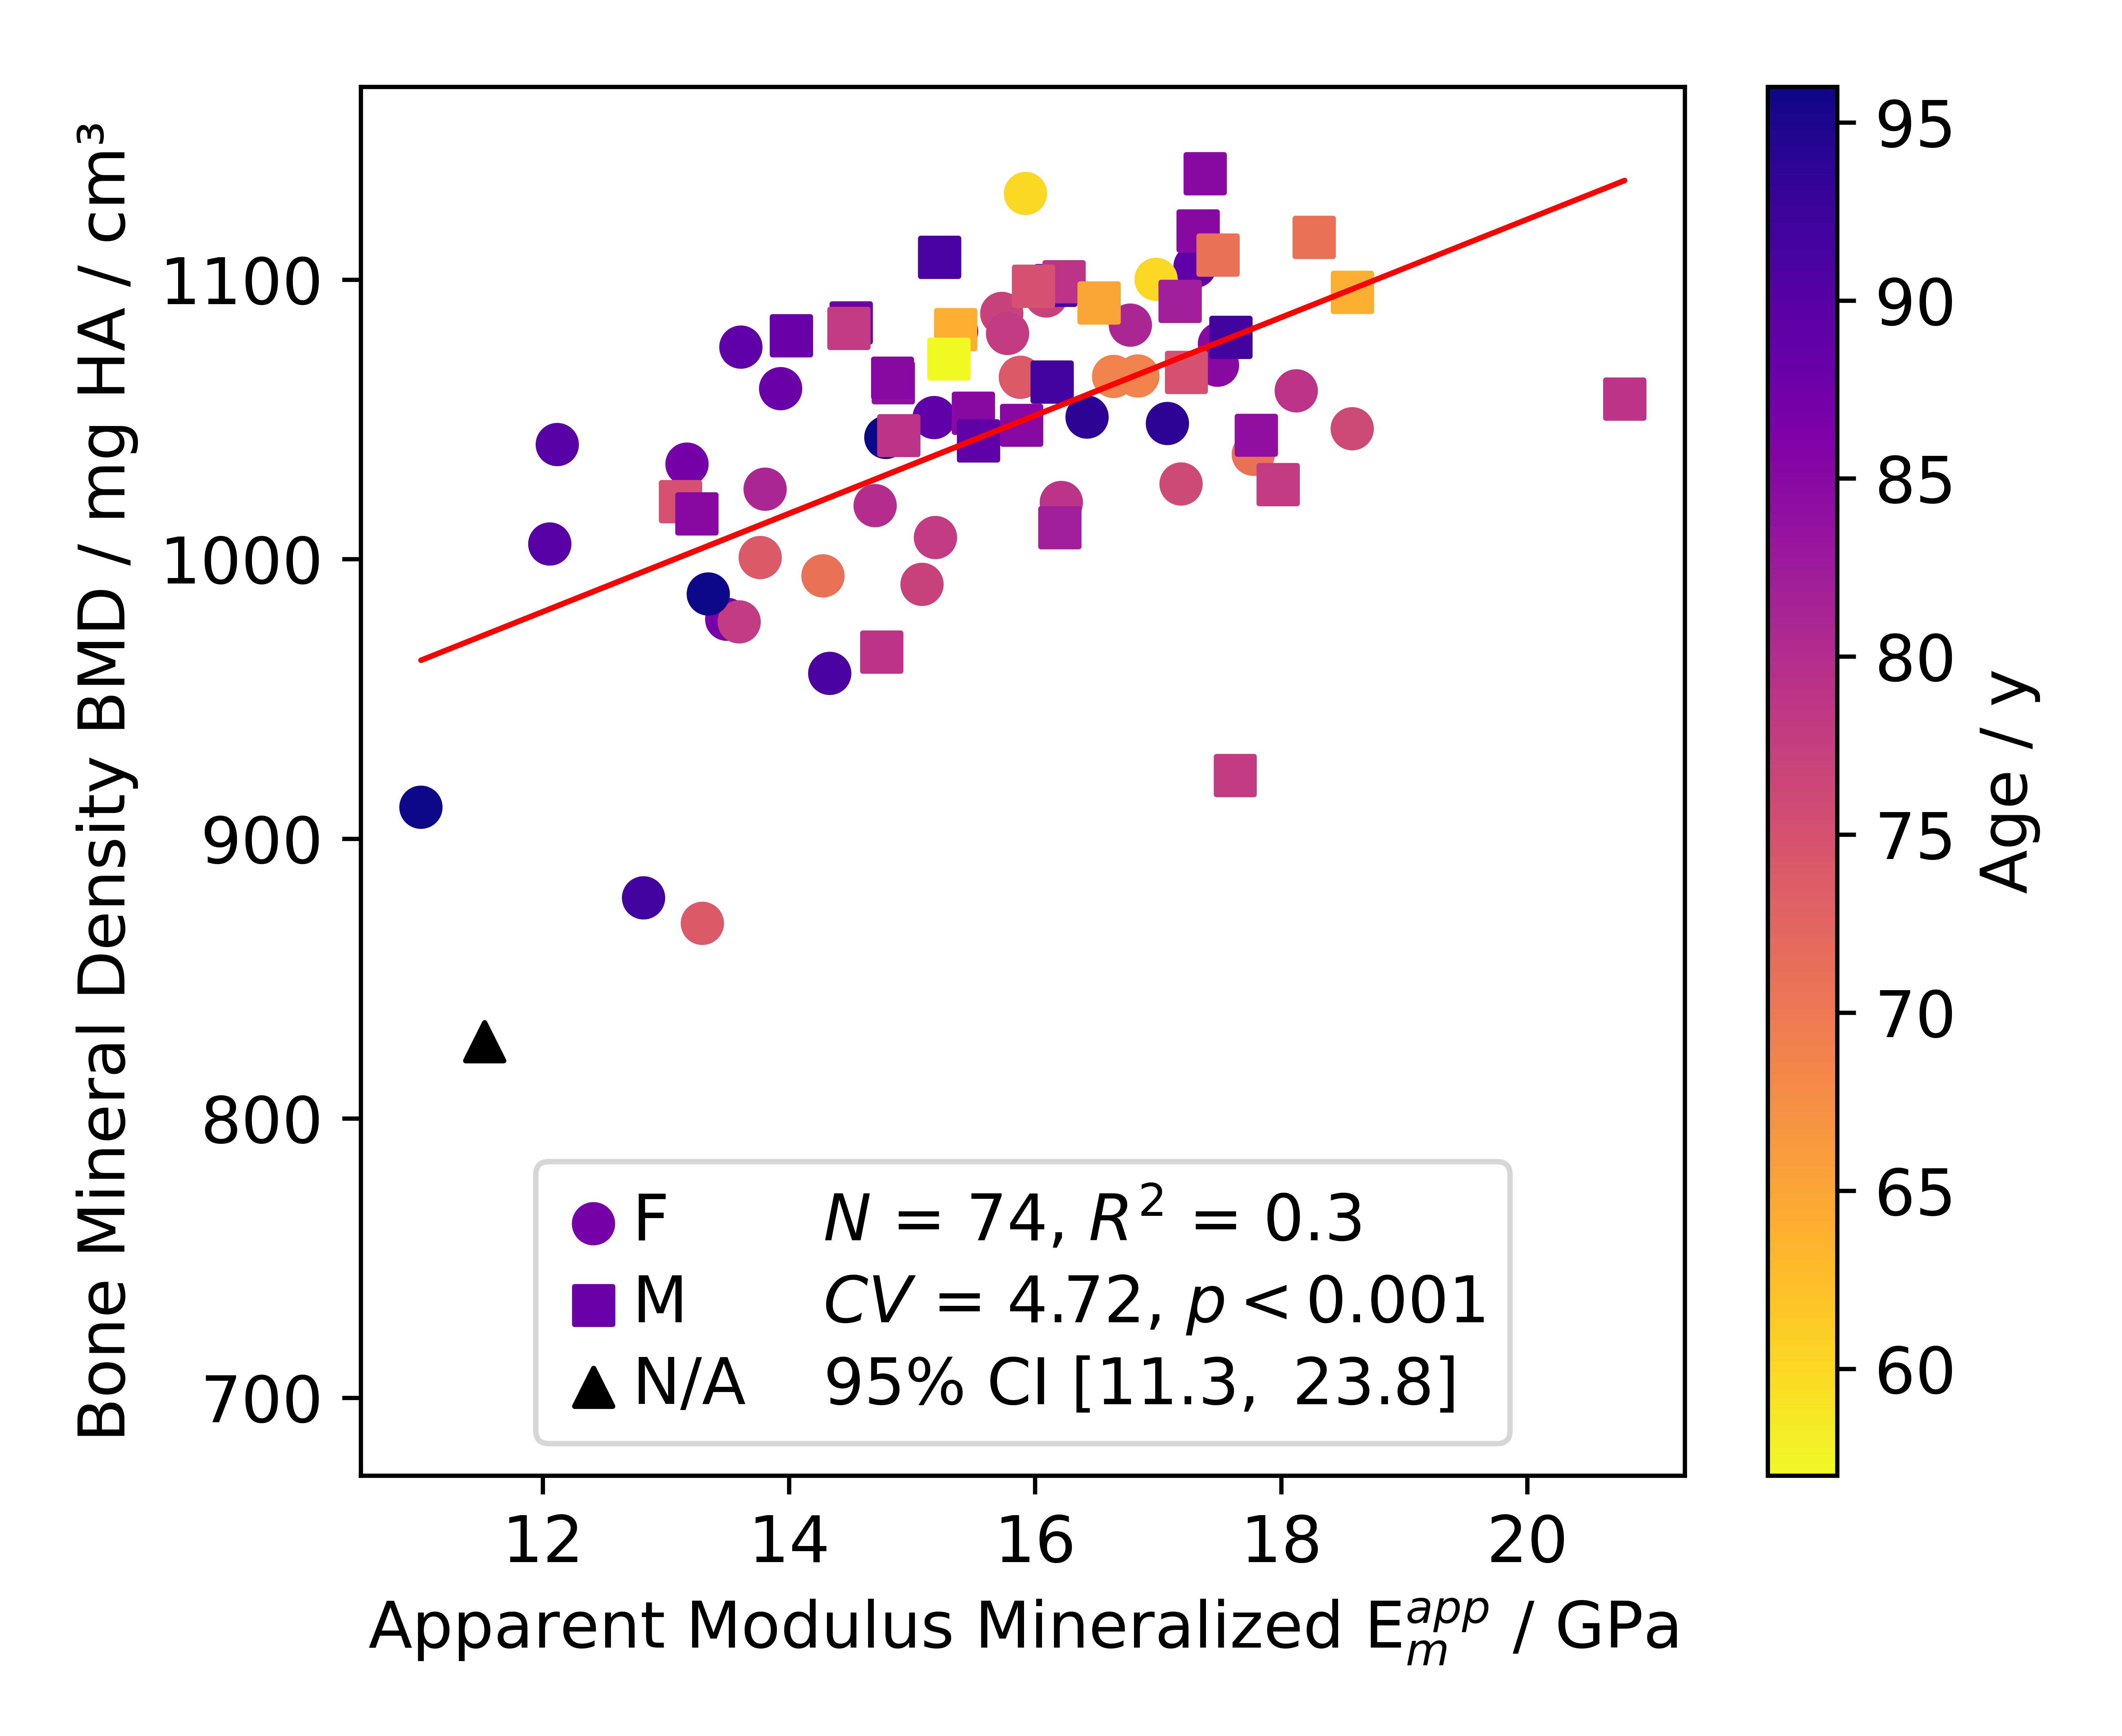 Bone Mineral Density BMD / mg HA / cm³
1100
1000
900
800
700
F N = 74, R² = 0.3
M CV = 4.72, p < 0.001
N/A 95% CI [11.3, 23.8]
12 14 16 18 20
Apparent Modulus Mineralized E_m^app / GPa
95
90
85
80
75
70
65
60
Age / y